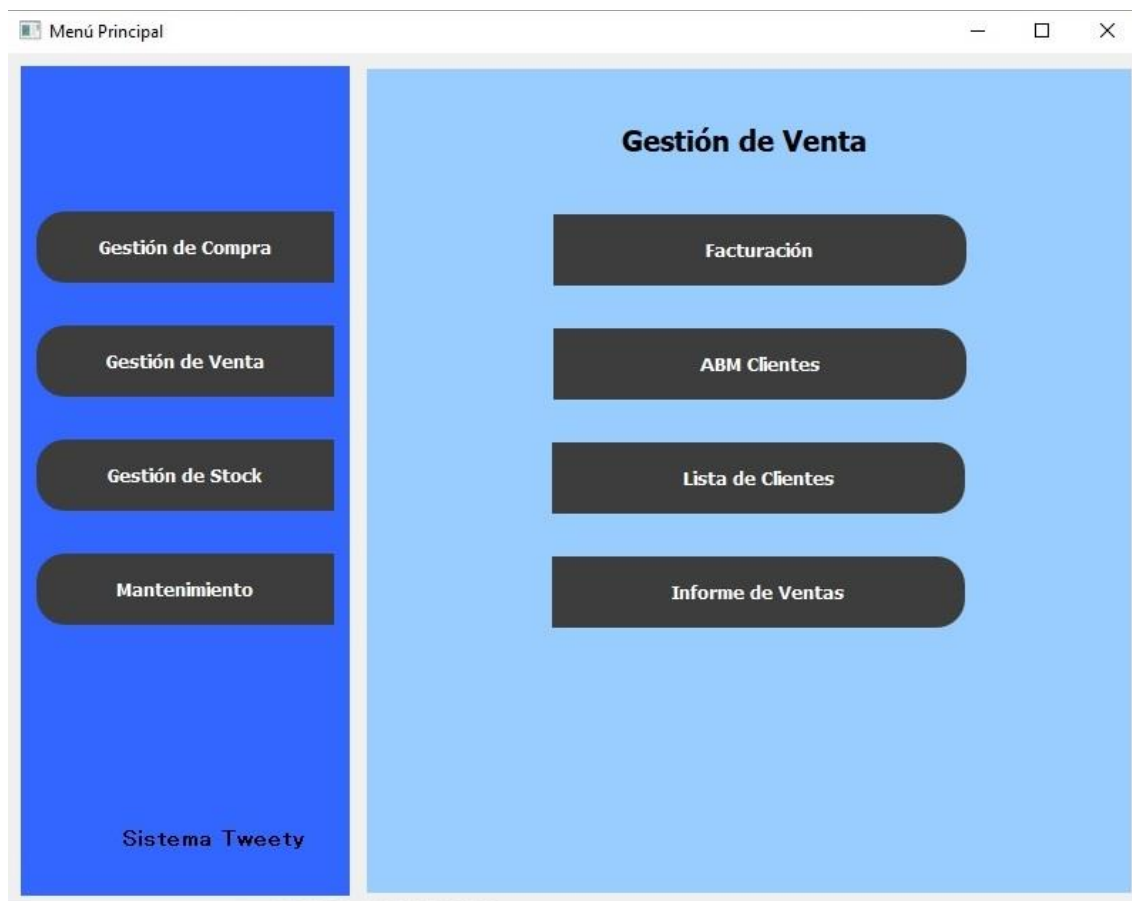 Menú Principal
Gestión de Compra
Gestión de Venta
Gestión de Stock
Mantenimiento
Sistema Tweety
Gestión de Venta
Facturación
ABM Clientes
Lista de Clientes
Informe de Ventas